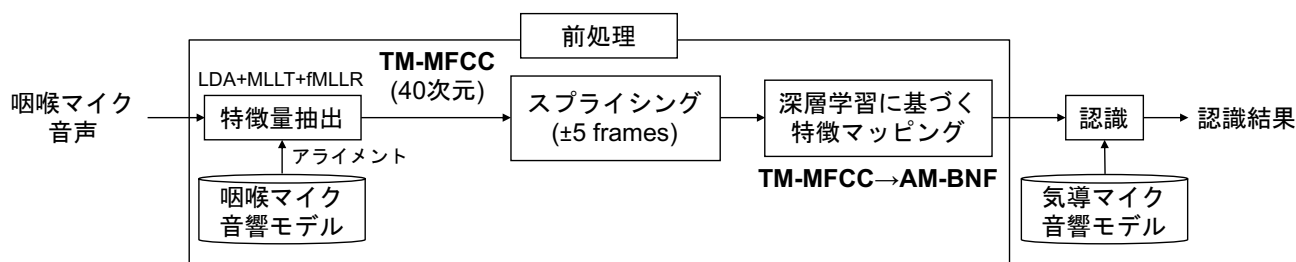 前処理
咽喉マイク
音声
LDA+MLLT+fMLLR
特徴量抽出
アライメント
咽喉マイク
音響モデル
TM-MFCC
(40次元)
スプライシング
(±5 frames)
深層学習に基づく
特徴マッピング
TM-MFCC→AM-BNF
認識
気導マイク
音響モデル
認識結果